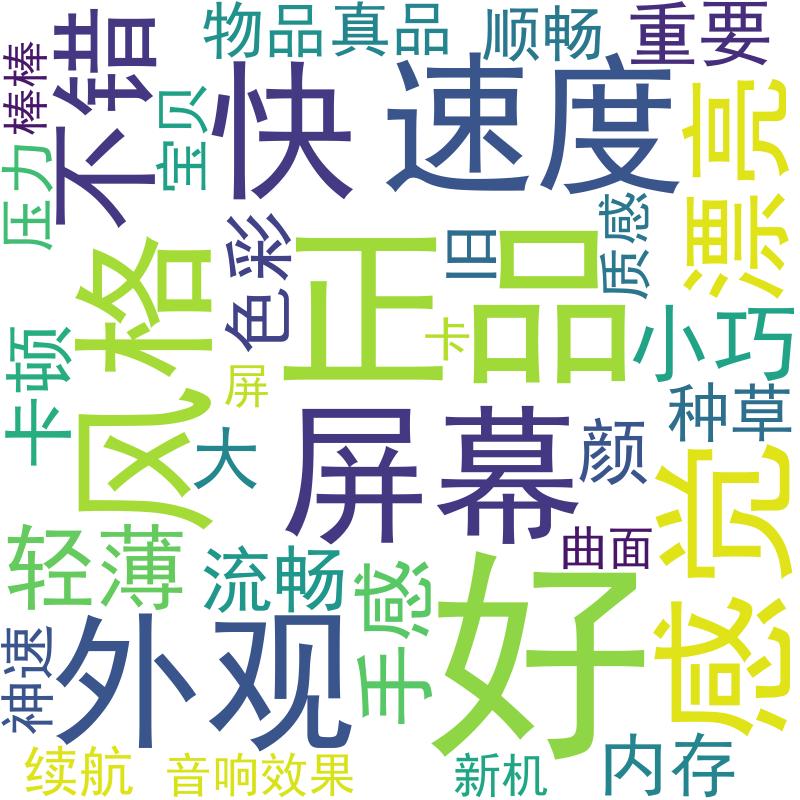 物品
真品
顺畅
重要
棒棒
不错
宝贝
快
速度
漂亮
压力
风格
色彩
正品
旧
质感
卡
小巧
卡顿
屏
屏幕
种草
大
颜
感觉
轻薄
流畅
手感
好
曲面
神速
外观
续航
音响效果
新机
内存